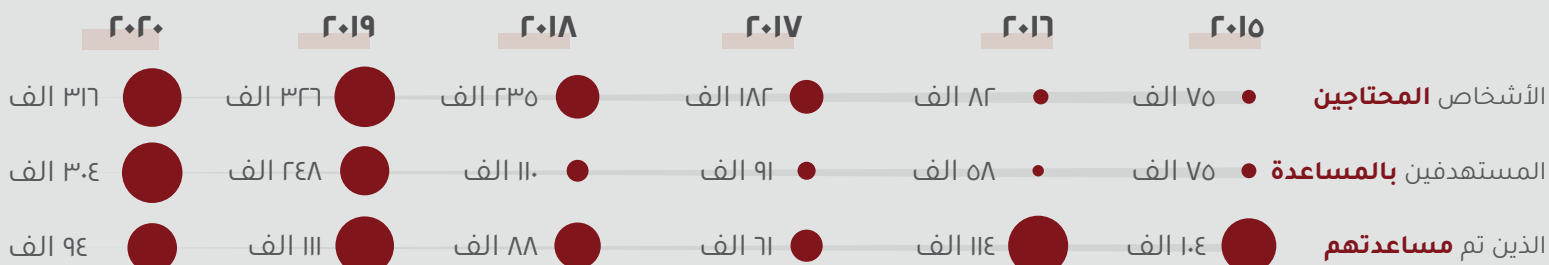 ٢٠١٥ ٢٠١٦ ٢٠١٧ ٢٠١٨ ٢٠١٩ ٢٠٢٠
الأشخاص المحتاجين ٧٥ الف ٨٢ الف ١٨٢ الف ٢٣٥ الف ٣٢٦ الف ٣١٦ الف
المستهدفين بالمساعدة ٧٥ الف ٥٨ الف ٩١ الف ١١٠ الف ٢٤٨ الف ٣٠٤ الف
الذين تم مساعدتهم ١٠٤ الف ١١٤ الف ٦١ الف ٨٨ الف ١١١ الف ٩٤ الف